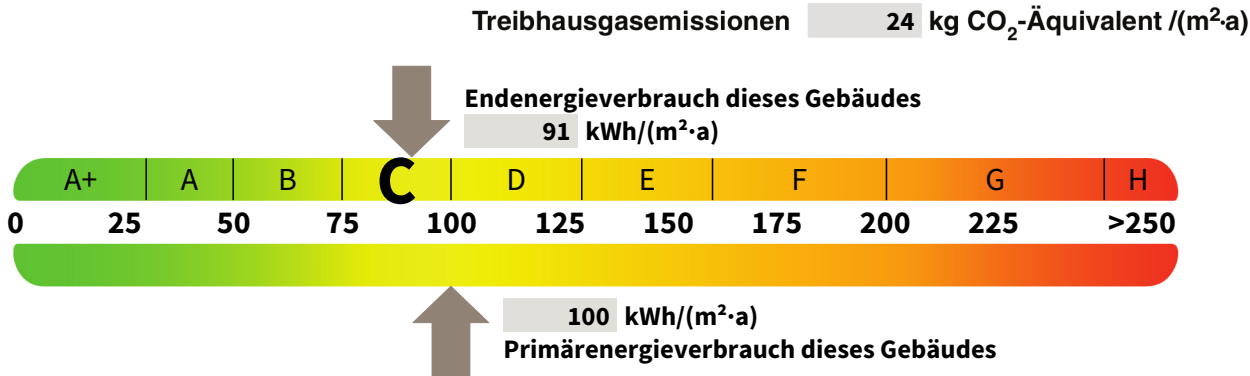 Treibhausgasemissionen 24 kg CO₂-Äquivalent /(m²·a)
Endenergieverbrauch dieses Gebäudes
91 kWh/(m²·a)
A+ A B C D E F G H
0 25 50 75 100 125 150 175 200 225 >250
100 kWh/(m²·a)
Primärenergieverbrauch dieses Gebäudes